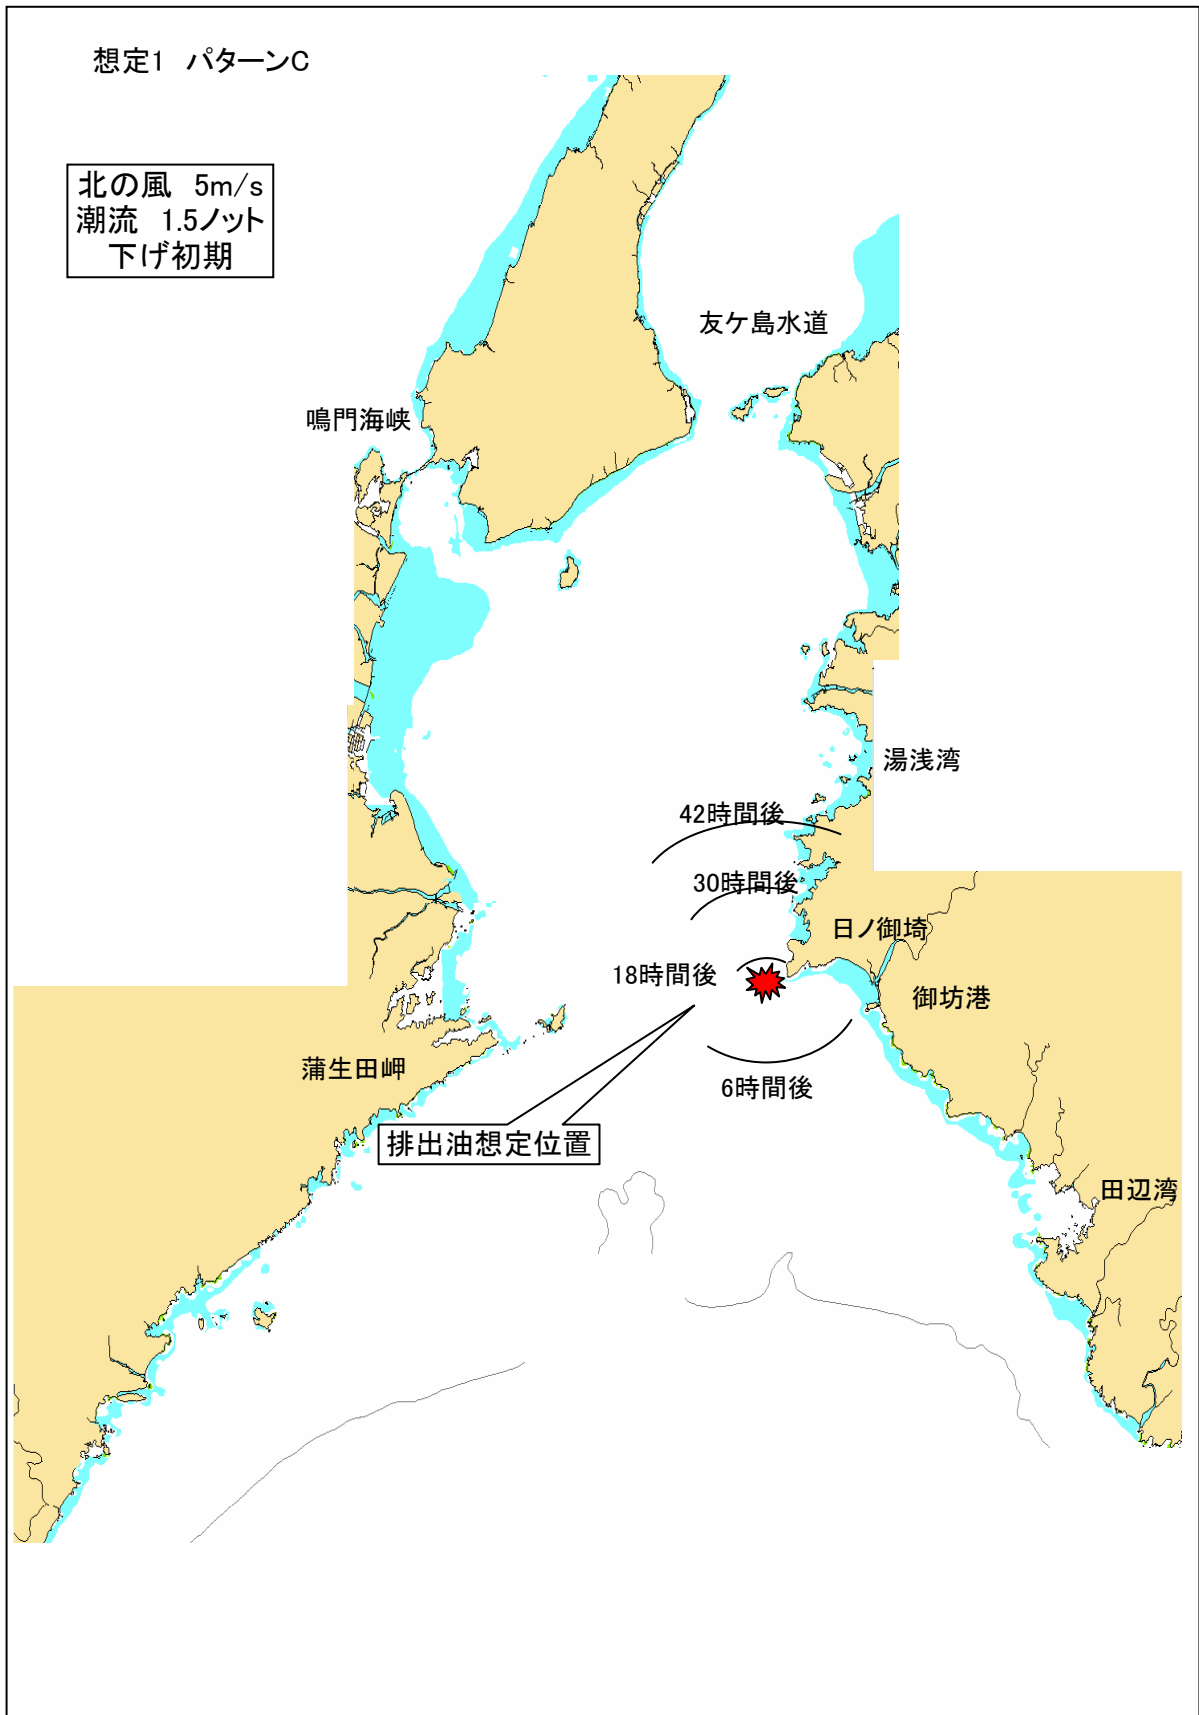 想定1 パターンC
北の風 5m/s
潮流 1.5ノット
下げ初期
友ケ島水道
鳴門海峡
湯浅湾
42時間後
30時間後
日ノ御埼
18時間後
御坊港
蒲生田岬
6時間後
排出油想定位置
田辺湾